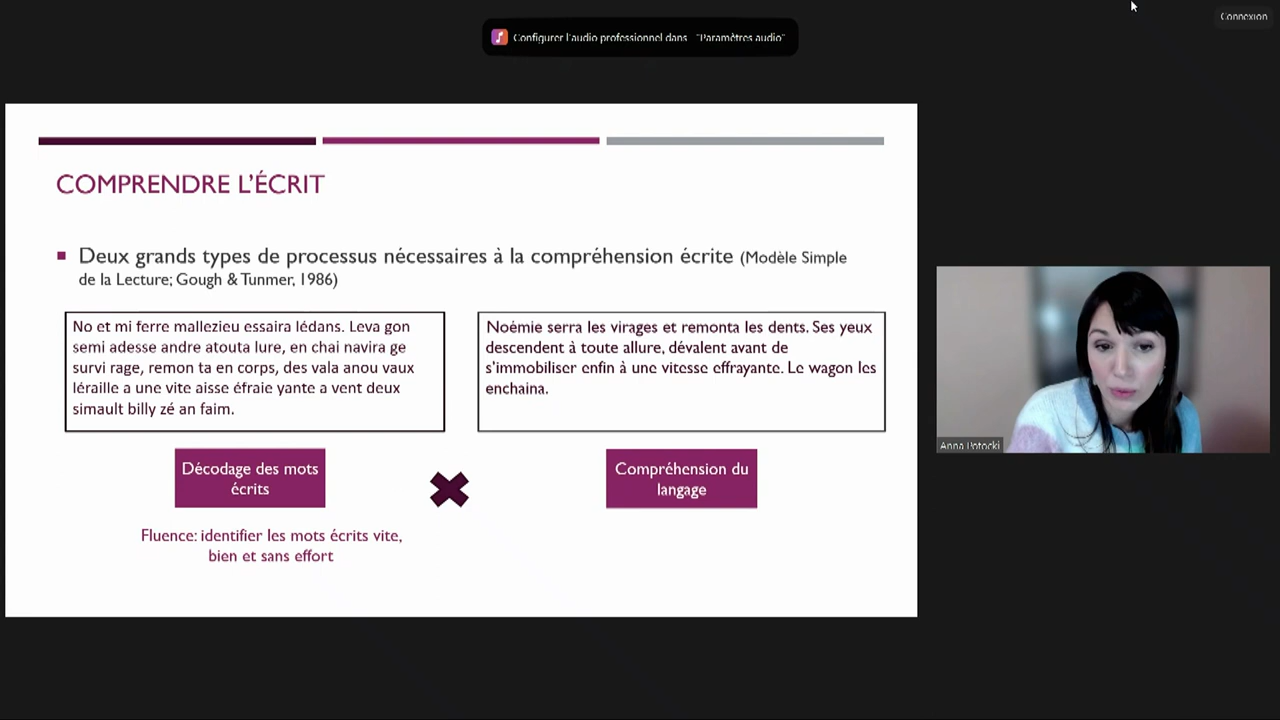 Connexion
Configurer l'audio professionnel dans "Paramètres audio"
COMPRENDRE L'ÉCRIT
Deux grands types de processus nécessaires à la compréhension écrite (Modèle Simple
de la Lecture; Gough & Tunmer, 1986)
No et mi ferre mallezieu essaira lédans. Leva gon
semi adesse andre atouta lure, en chai navira ge
survi rage, remon ta en corps, des vala anou vaux
léraille a une vite aisse éfraie yante a vent deux
simault billy zé an faim.
Noémie serra les virages et remonta les dents. Ses yeux
descendent à toute allure, dévalent avant de
s'immobiliser enfin à une vitesse effrayante. Le wagon les
enchaina.
Décodage des mots
écrits
Compréhension du
langage
Fluence: identifier les mots écrits vite,
bien et sans effort
Anna Potocki